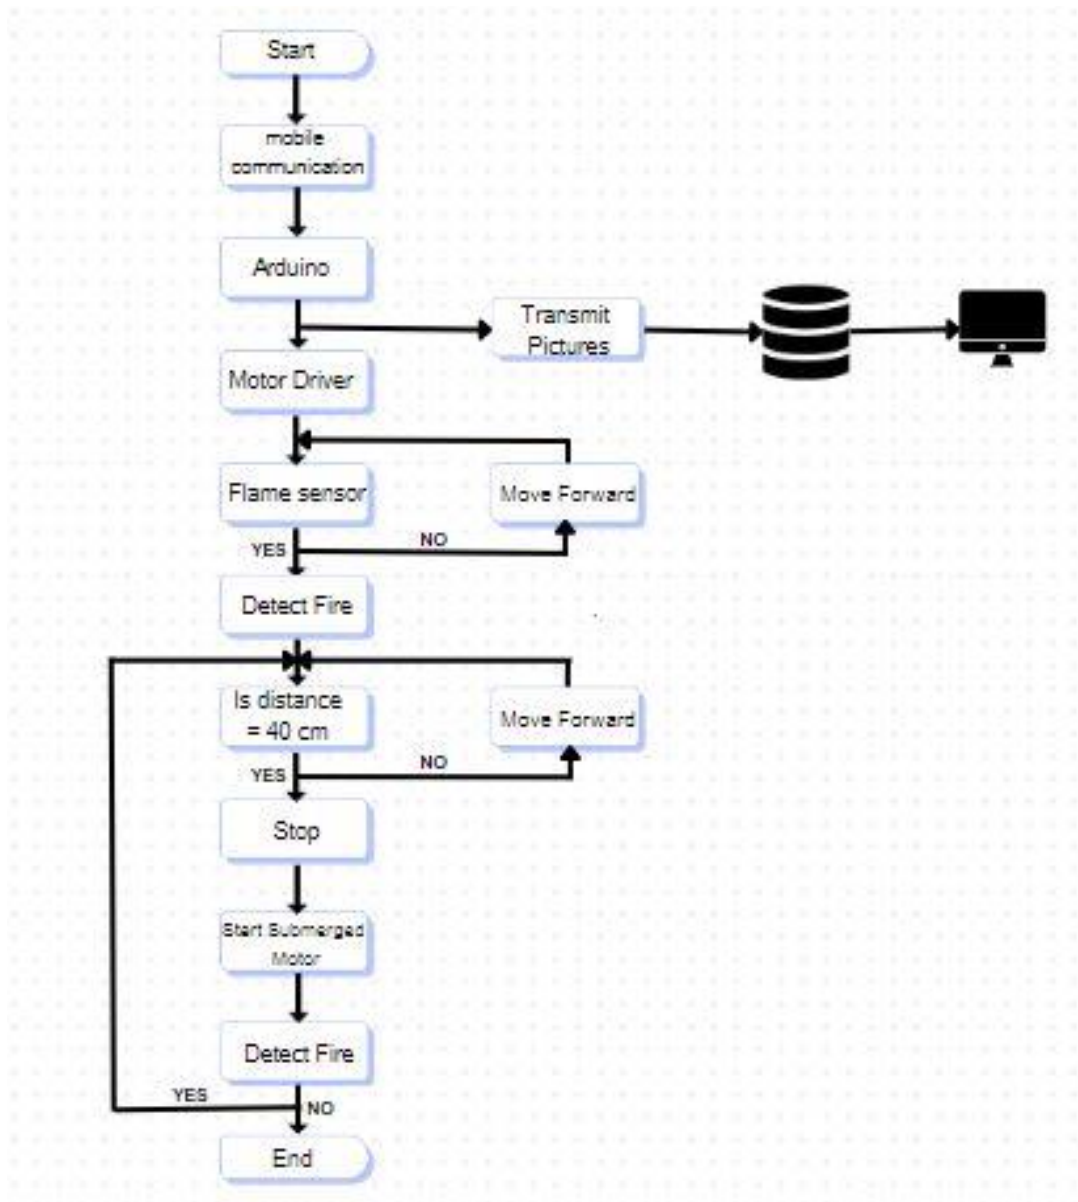 Start
mobile
communication
Arduino
Transmit
Pictures
Motor Driver
Flame sensor
Move Forward
YES
NO
Detect Fire
Is distance
= 40 cm
Move Forward
YES
NO
Stop
Start Submerged
Motor
Detect Fire
YES
NO
End